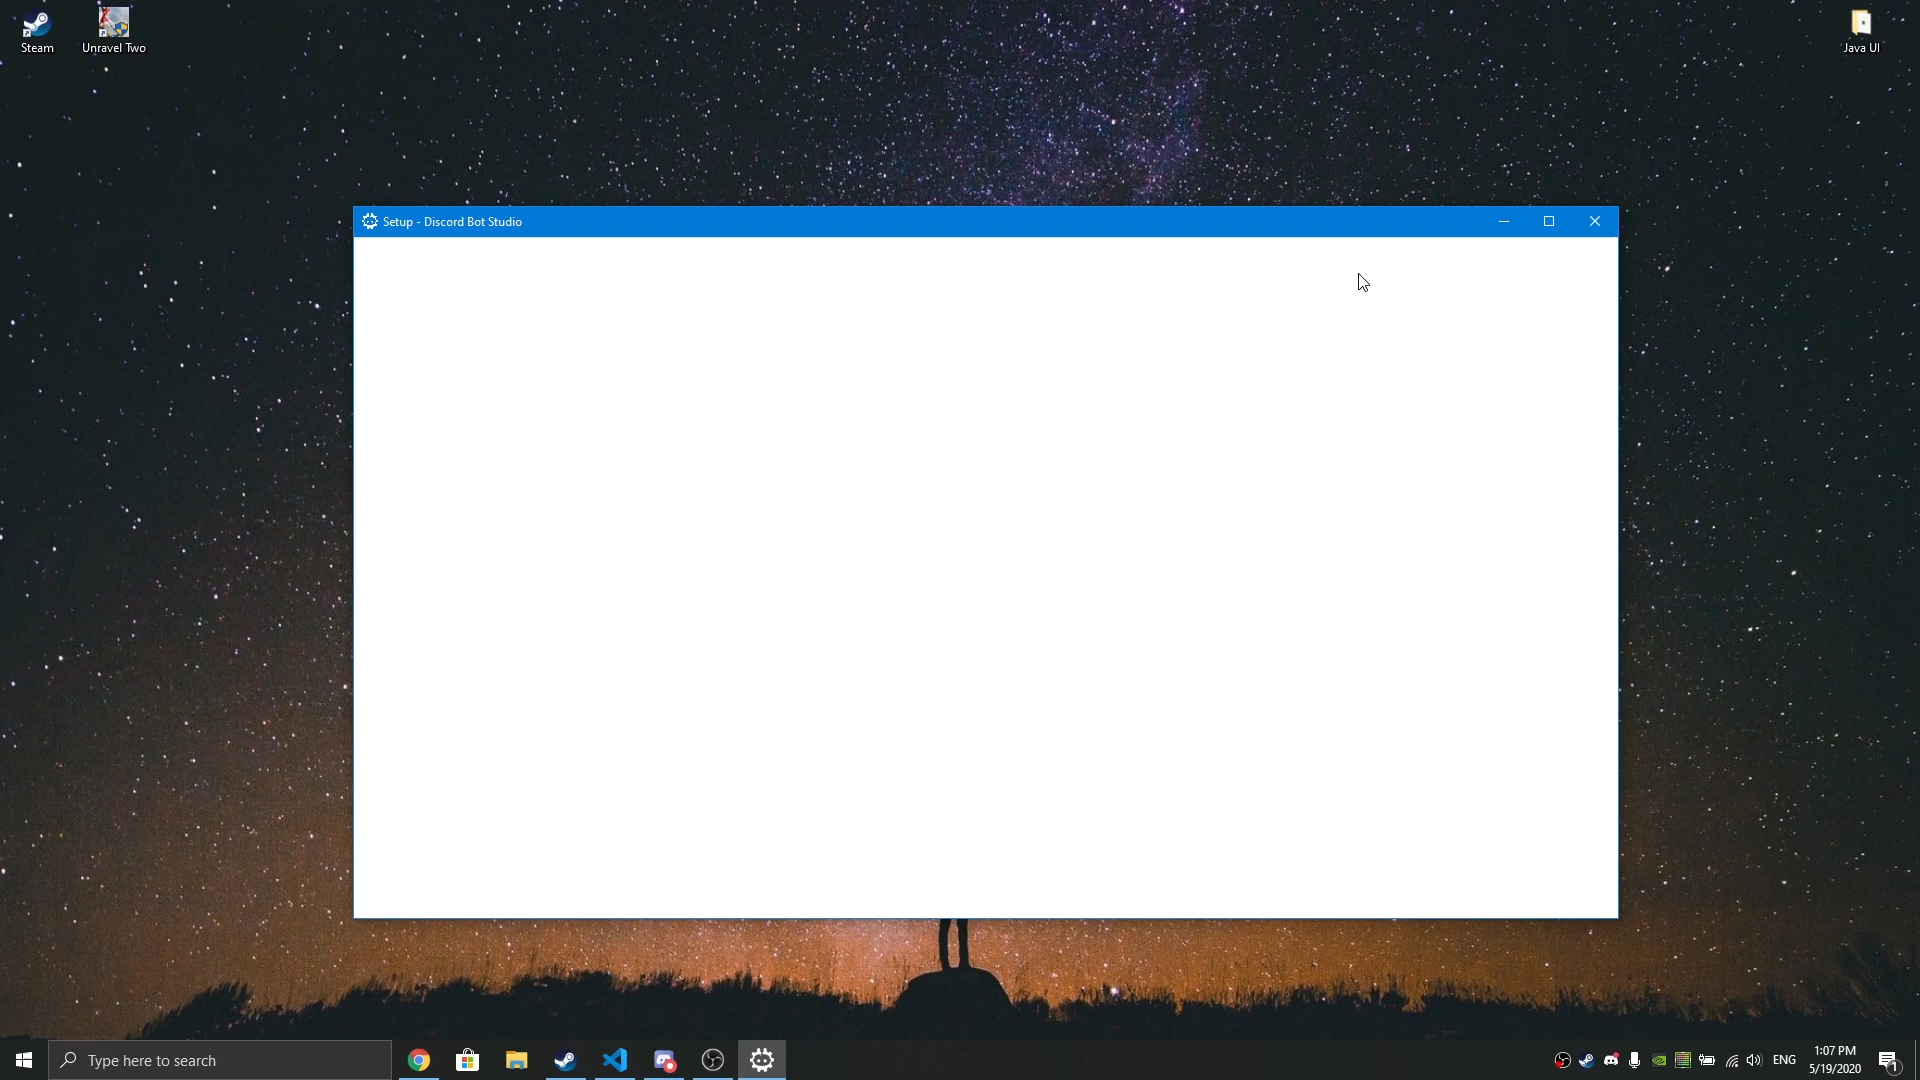 Steam
Unravel Two
Java UI
Setup - Discord Bot Studio
Type here to search
ENG
1:07 PM
5/19/2020
1